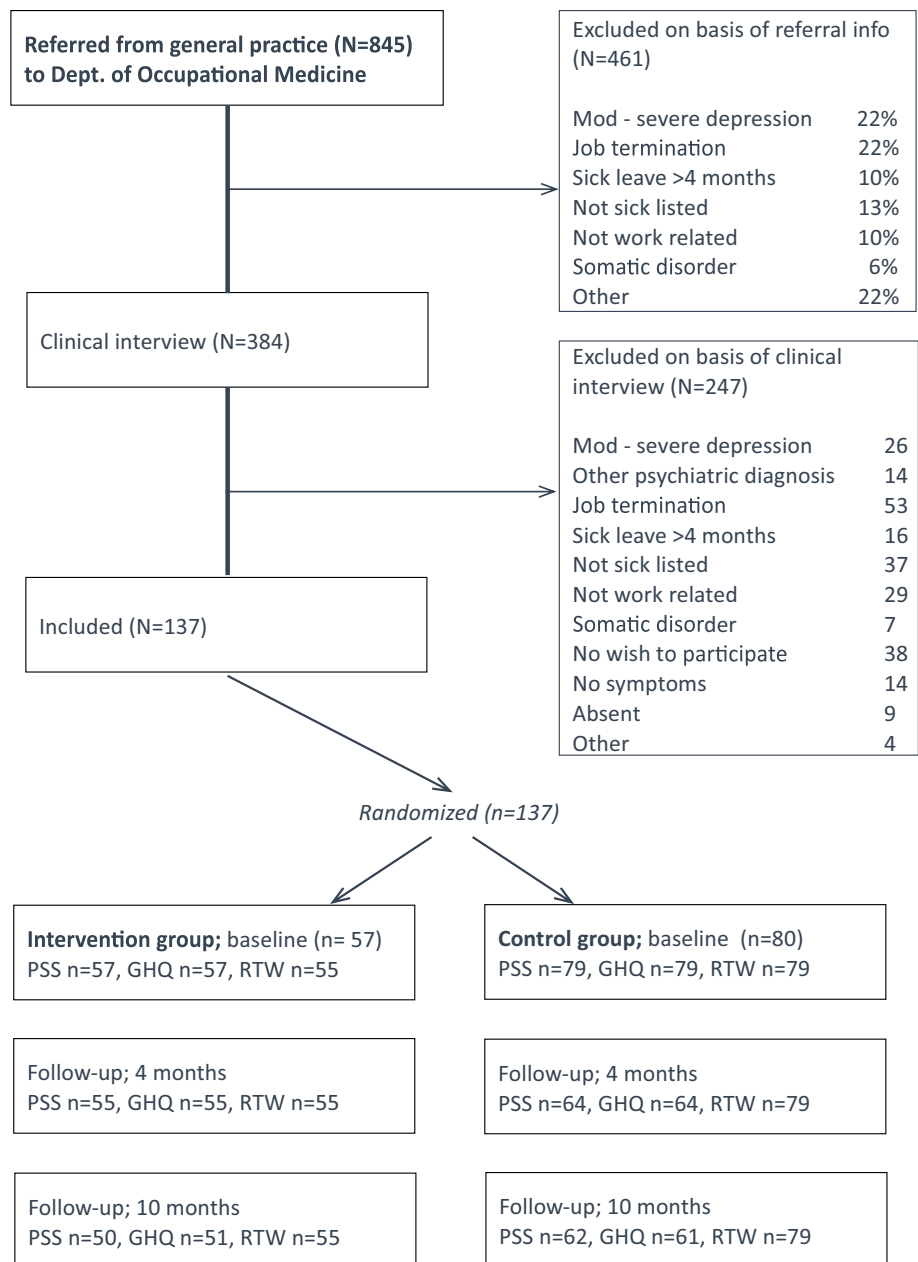 Referred from general practice (N=845)
to Dept. of Occupational Medicine
Excluded on basis of referral info
(N=461)
Mod - severe depression 22%
Job termination 22%
Sick leave >4 months 10%
Not sick listed 13%
Not work related 10%
Somatic disorder 6%
Other 22%
Clinical interview (N=384)
Excluded on basis of clinical
interview (N=247)
Mod - severe depression 26
Other psychiatric diagnosis 14
Job termination 53
Sick leave >4 months 16
Not sick listed 37
Not work related 29
Somatic disorder 7
No wish to participate 38
No symptoms 14
Absent 9
Other 4
Included (N=137)
Randomized (n=137)
Intervention group; baseline (n= 57)
PSS n=57, GHQ n=57, RTW n=55
Control group; baseline (n=80)
PSS n=79, GHQ n=79, RTW n=79
Follow-up; 4 months
PSS n=55, GHQ n=55, RTW n=55
Follow-up; 4 months
PSS n=64, GHQ n=64, RTW n=79
Follow-up; 10 months
PSS n=50, GHQ n=51, RTW n=55
Follow-up; 10 months
PSS n=62, GHQ n=61, RTW n=79